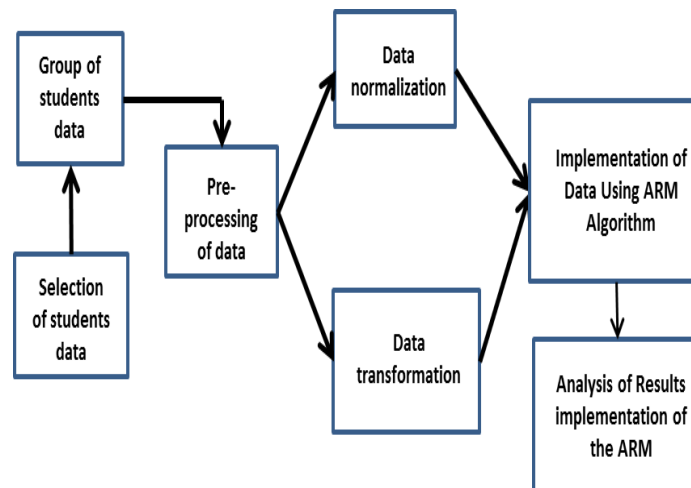 Group of
students
data
Selection
of students
data
Pre-
processing
of data
Data
normalization
Data
transformation
Implementation of
Data Using ARM
Algorithm
Analysis of Results
implementation of
the ARM